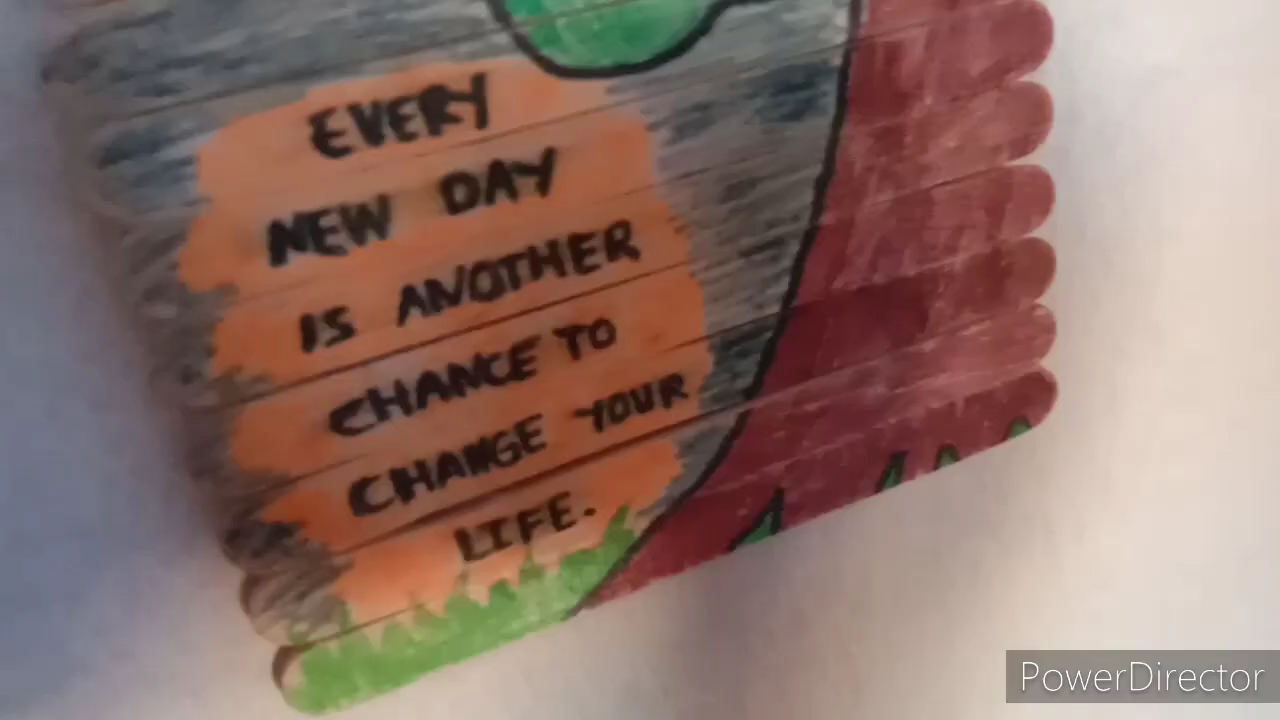 EVERY
NEW DAY
IS ANOTHER
CHANCE TO
CHANGE YOUR
LIFE.
PowerDirector